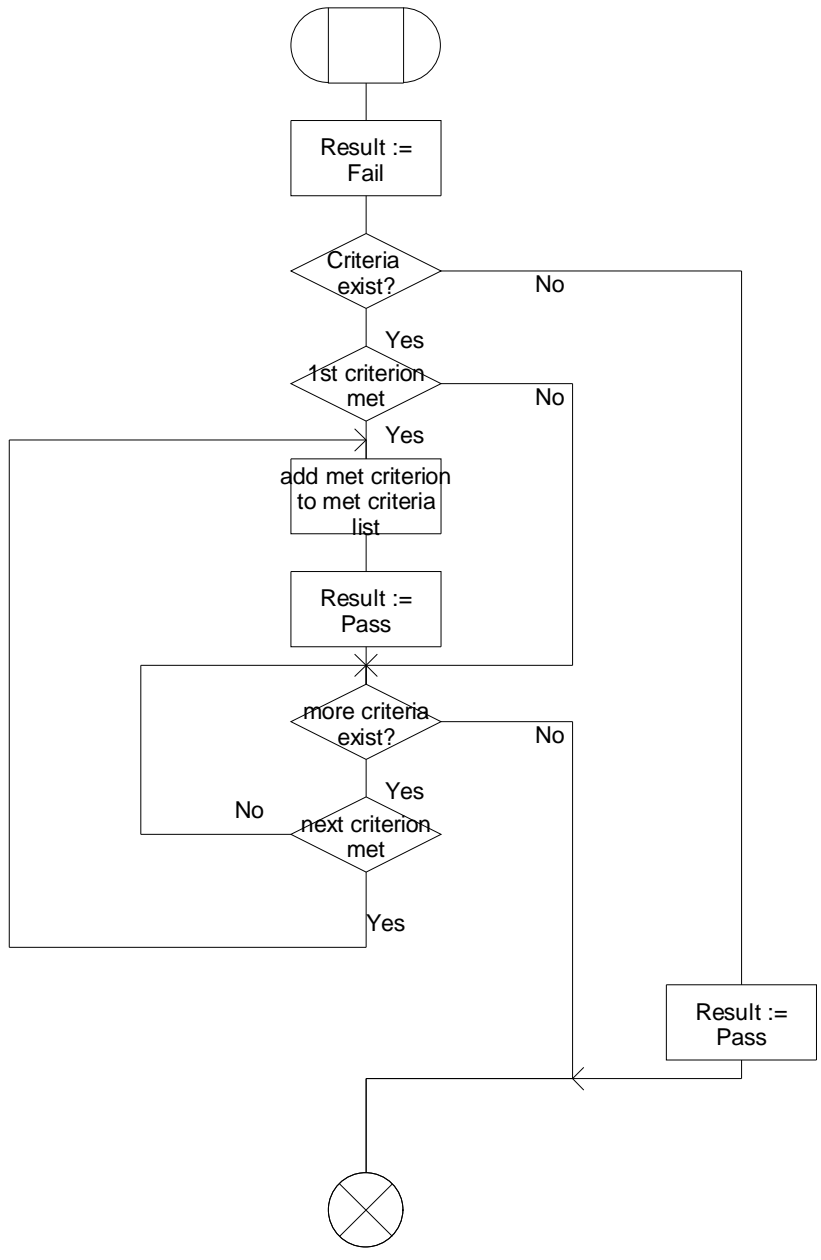 Result :=
Fail
Criteria
exist?
No
Yes
1st criterion
met
No
Yes
add met criterion
to met criteria
list
Result :=
Pass
more criteria
exist?
No
Yes
No
next criterion
met
Yes
Result :=
Pass